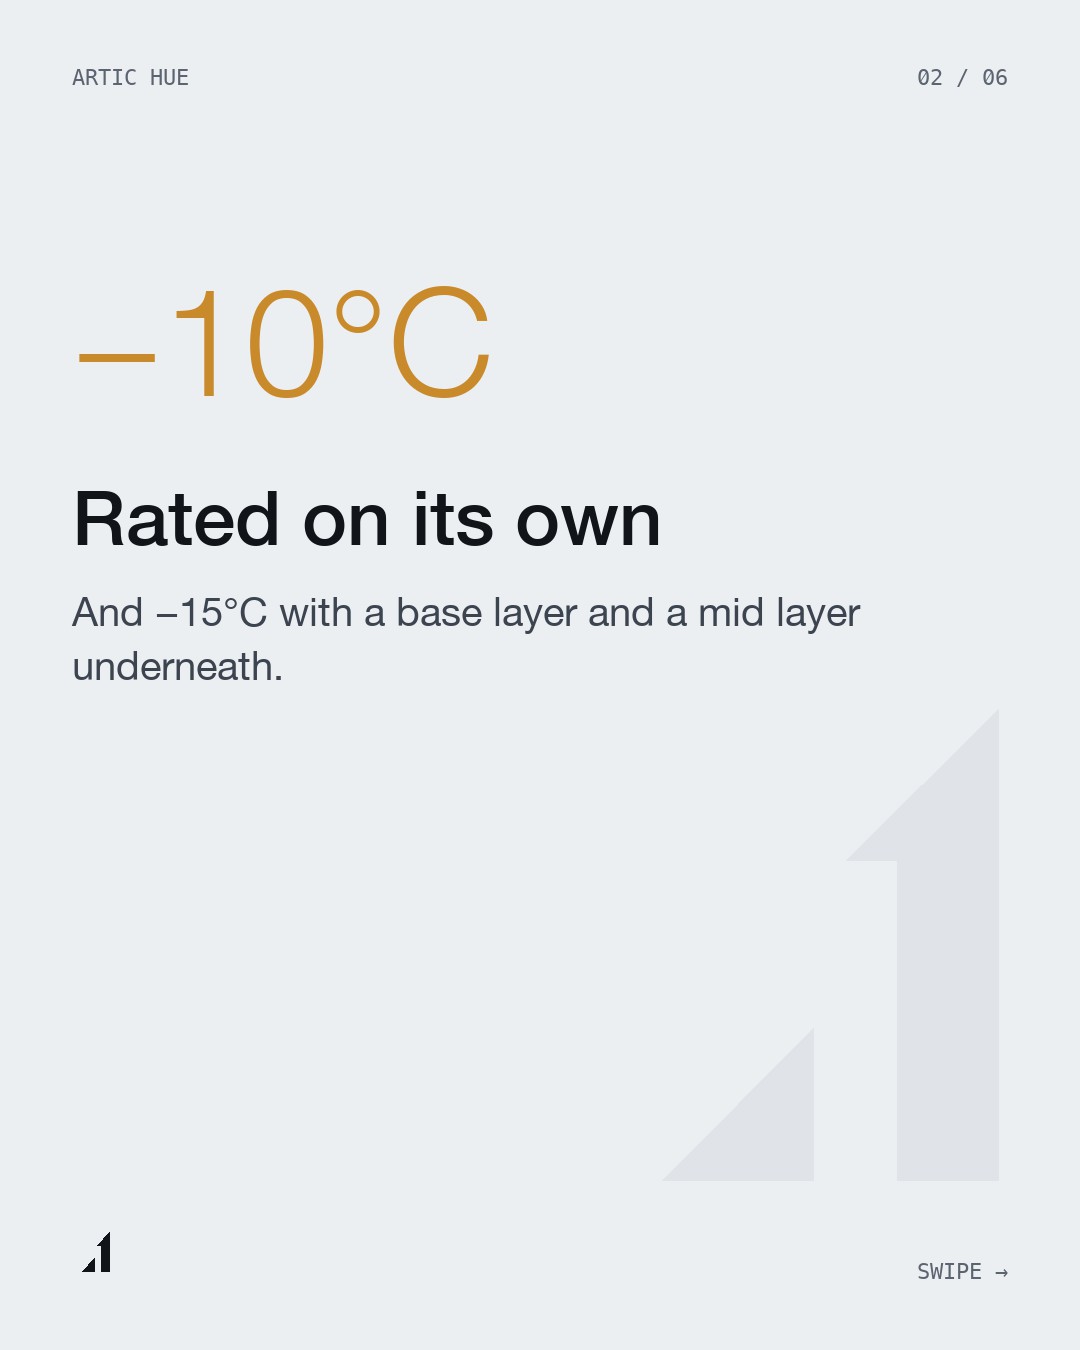 ARTIC HUE
02 / 06
–10°C
Rated on its own
And –15°C with a base layer and a mid layer
underneath.
SWIPE →